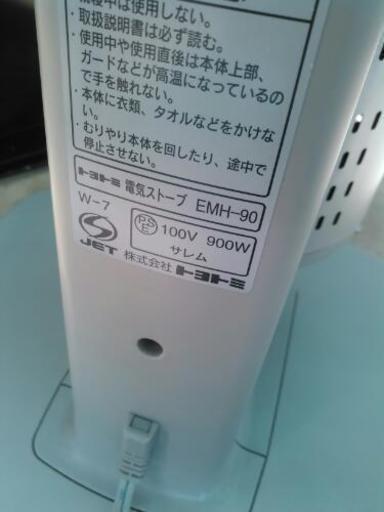 ・取扱説明書は必ず読む。
・使用中や使用直後は本体上部、
ガードなどが高温になっているの
で手を触れない。
・本体に衣類、タオルなどをかけな
い。
・むりやり本体を回したり、途中で
停止させない。
トヨトミ 電気ストーブ EMH-90
W-7
PSE 100V 900W
サレム
JET 株式会社 トヨトミ